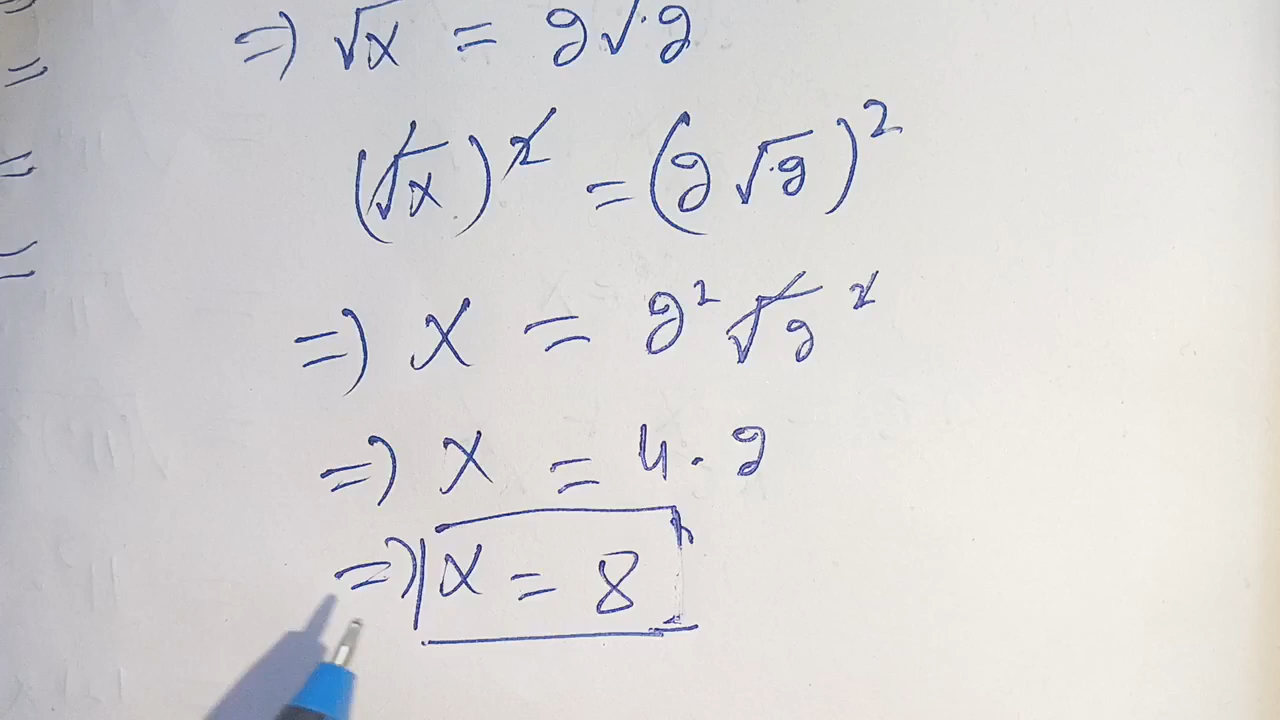 => √x = 2√2
(√x)² = (2√2)²
=> x = 2² √2²
=> x = 4.2
=> x = 8